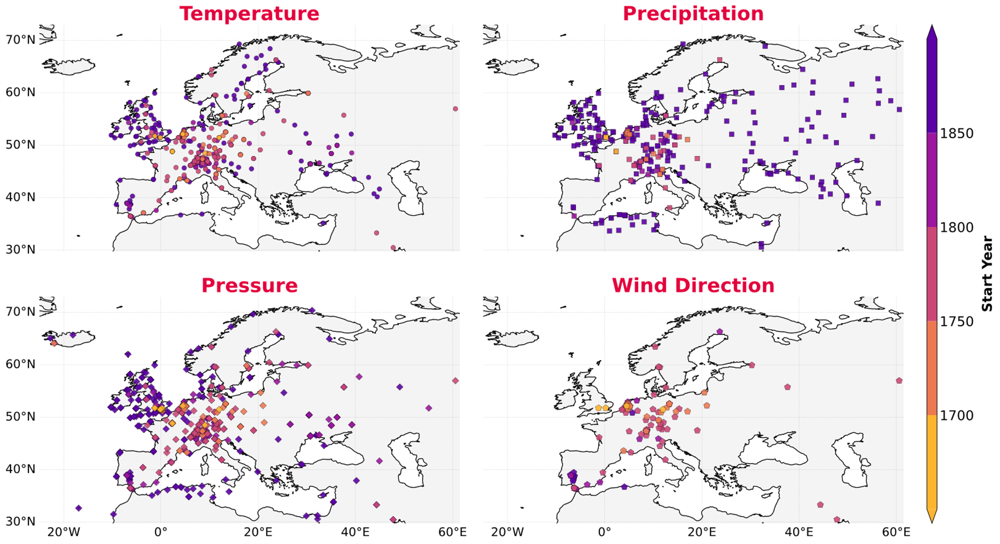 Temperature
Precipitation
70°N
60°N
50°N
40°N
30°N
Pressure
Wind Direction
70°N
60°N
50°N
40°N
30°N
20°W 0° 20°E 40°E 60°E
20°W 0° 20°E 40°E 60°E
1850
1800
1750
1700
Start Year